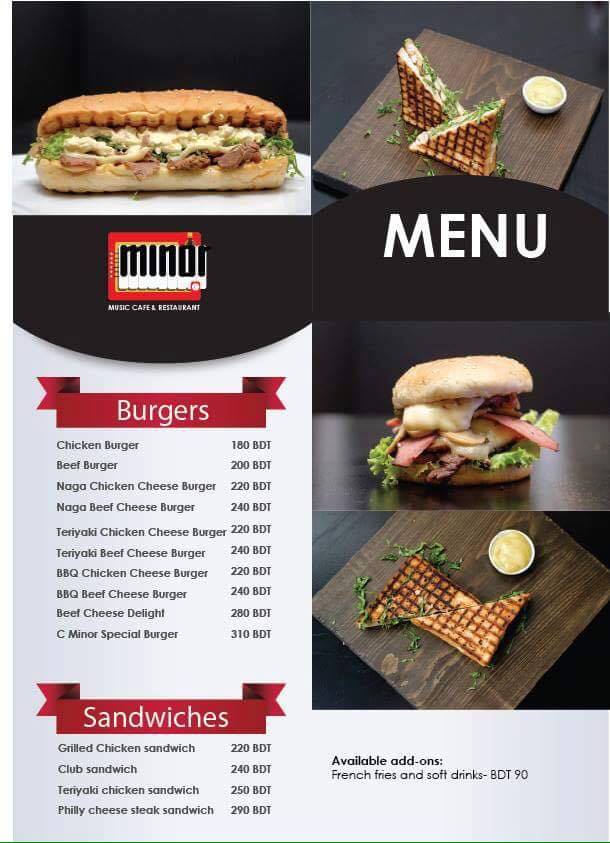 MENU
minor
MUSIC CAFE & RESTAURANT
Burgers
Chicken Burger 180 BDT
Beef Burger 200 BDT
Naga Chicken Cheese Burger 220 BDT
Naga Beef Cheese Burger 240 BDT
Teriyaki Chicken Cheese Burger 220 BDT
Teriyaki Beef Cheese Burger 240 BDT
BBQ Chicken Cheese Burger 220 BDT
BBQ Beef Cheese Burger 240 BDT
Beef Cheese Delight 280 BDT
C Minor Special Burger 310 BDT
Sandwiches
Grilled Chicken sandwich 220 BDT
Club sandwich 240 BDT
Teriyaki chicken sandwich 250 BDT
Philly cheese steak sandwich 290 BDT
Available add-ons:
French fries and soft drinks- BDT 90